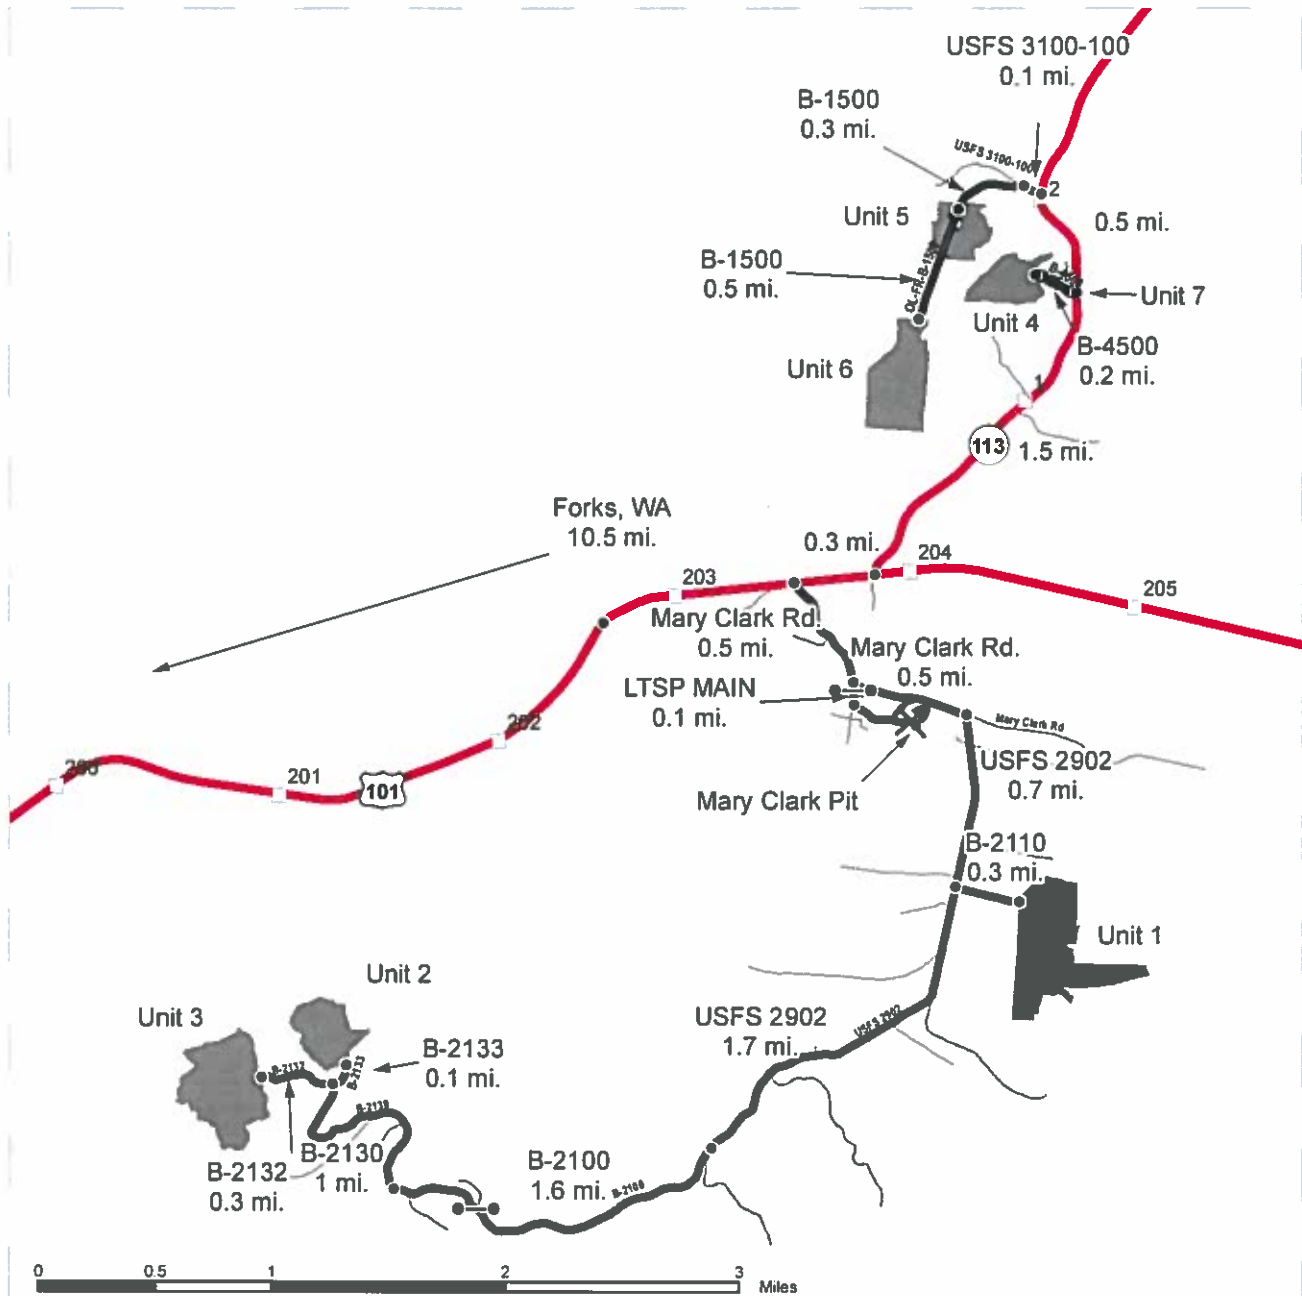 USFS 3100-100
0.1 mi.
B-1500
0.3 mi.
USFS 3100-100
2
Unit 5
0.5 mi.
B-1500
0.5 mi.
OL-FR-B-1500
Unit 7
Unit 4
B-4500
0.2 mi.
Unit 6
1
113
1.5 mi.
Forks, WA
10.5 mi.
0.3 mi.
204
203
205
Mary Clark Rd.
0.5 mi.
Mary Clark Rd.
0.5 mi.
LTSP MAIN
0.1 mi.
Mary Clark Rd
202
USFS 2902
0.7 mi.
201
101
Mary Clark Pit
B-2110
0.3 mi.
Unit 1
Unit 2
Unit 3
USFS 2902
1.7 mi.
USFS 2902
B-2133
0.1 mi.
B-2132
B-2133
B-2130
B-2130
1 mi.
B-2132
0.3 mi.
B-2100
1.6 mi.
B-2100
0 0.5 1 2 3 Miles